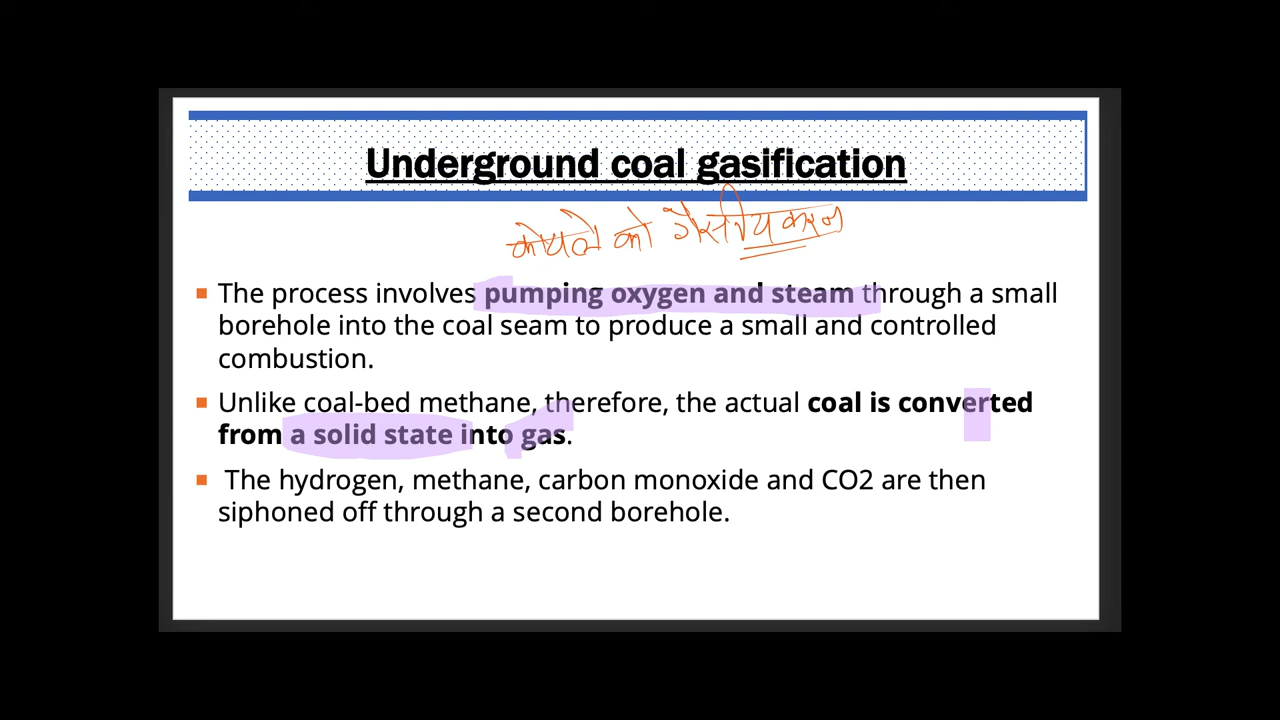 Underground coal gasification
कोयले को गैसीयकरन
The process involves pumping oxygen and steam through a small
borehole into the coal seam to produce a small and controlled
combustion.
Unlike coal-bed methane, therefore, the actual coal is converted
from a solid state into gas.
The hydrogen, methane, carbon monoxide and CO2 are then
siphoned off through a second borehole.